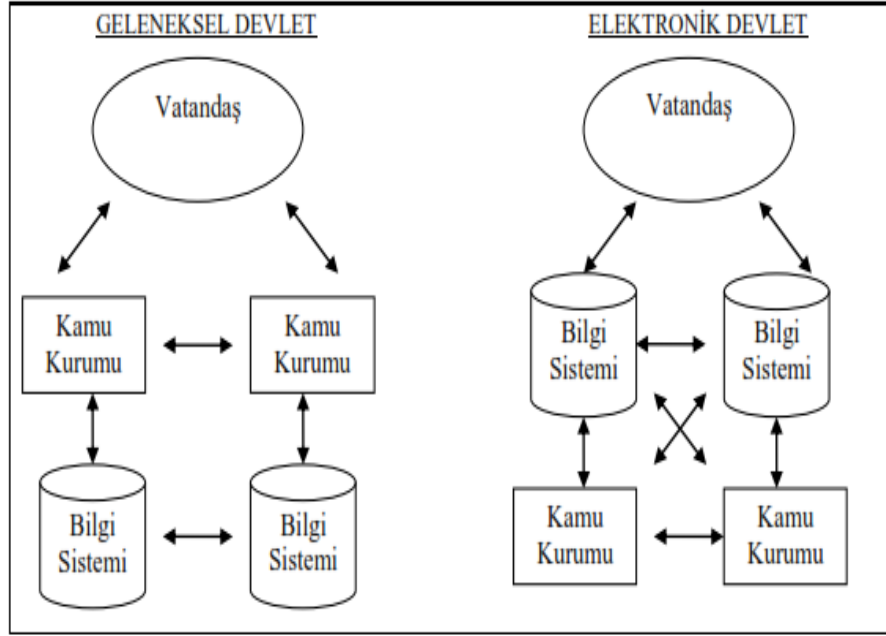 GELENEKSEL DEVLET
Vatandaş
Kamu
Kurumu
Kamu
Kurumu
Bilgi
Sistemi
Bilgi
Sistemi
ELEKTRONİK DEVLET
Vatandaş
Bilgi
Sistemi
Bilgi
Sistemi
Kamu
Kurumu
Kamu
Kurumu